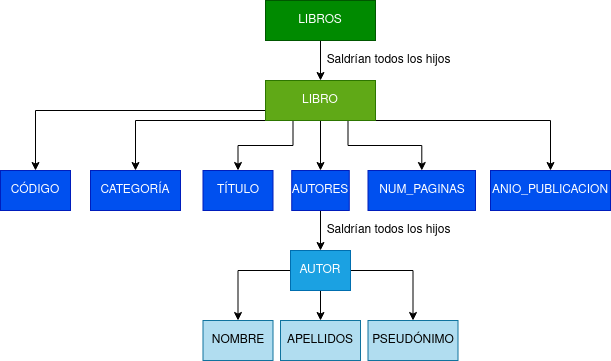 LIBROS
Saldrían todos los hijos
LIBRO
CÓDIGO
CATEGORÍA
TÍTULO
AUTORES
NUM_PAGINAS
ANIO_PUBLICACION
Saldrían todos los hijos
AUTOR
NOMBRE
APELLIDOS
PSEUDÓNIMO